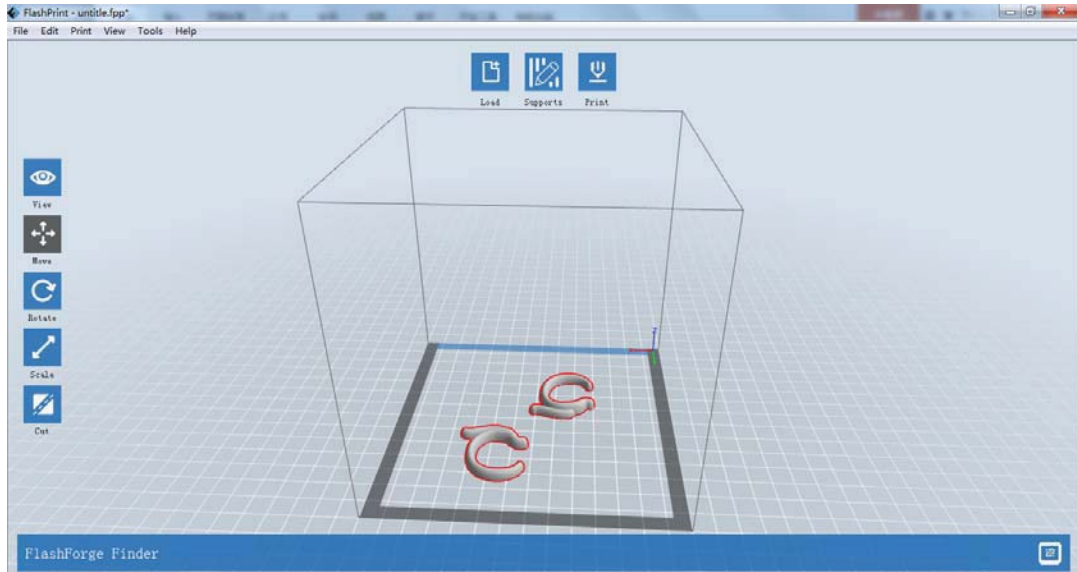 FlashPrint - untitle.fpp*
File Edit Print View Tools Help
Load Supports Print
View
Move
Rotate
Scale
Cut
Z
FlashForge Finder